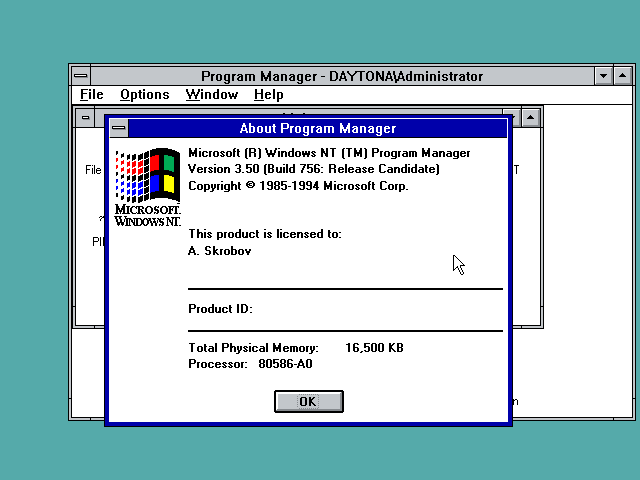 Program Manager - DAYTONA\Administrator
File Options Window Help
About Program Manager
File
T
MICROSOFT.
WINDOWS NT.
Microsoft (R) Windows NT (TM) Program Manager
Version 3.50 (Build 756: Release Candidate)
Copyright © 1985-1994 Microsoft Corp.
This product is licensed to:
A. Skrobov
Product ID:
Total Physical Memory: 16,500 KB
Processor: 80586-A0
OK